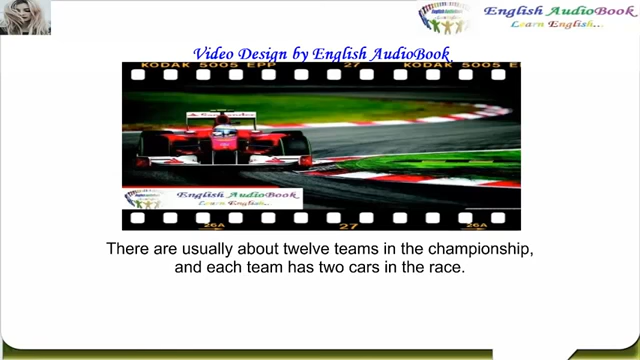 English AudioBook
Learn English...
Video Design by English AudioBook
KODAK 5005 EPP
27
KODAK 5005 E
Santander
English AudioBook
Learn English...
26A
27
26A
There are usually about twelve teams in the championship,
and each team has two cars in the race.